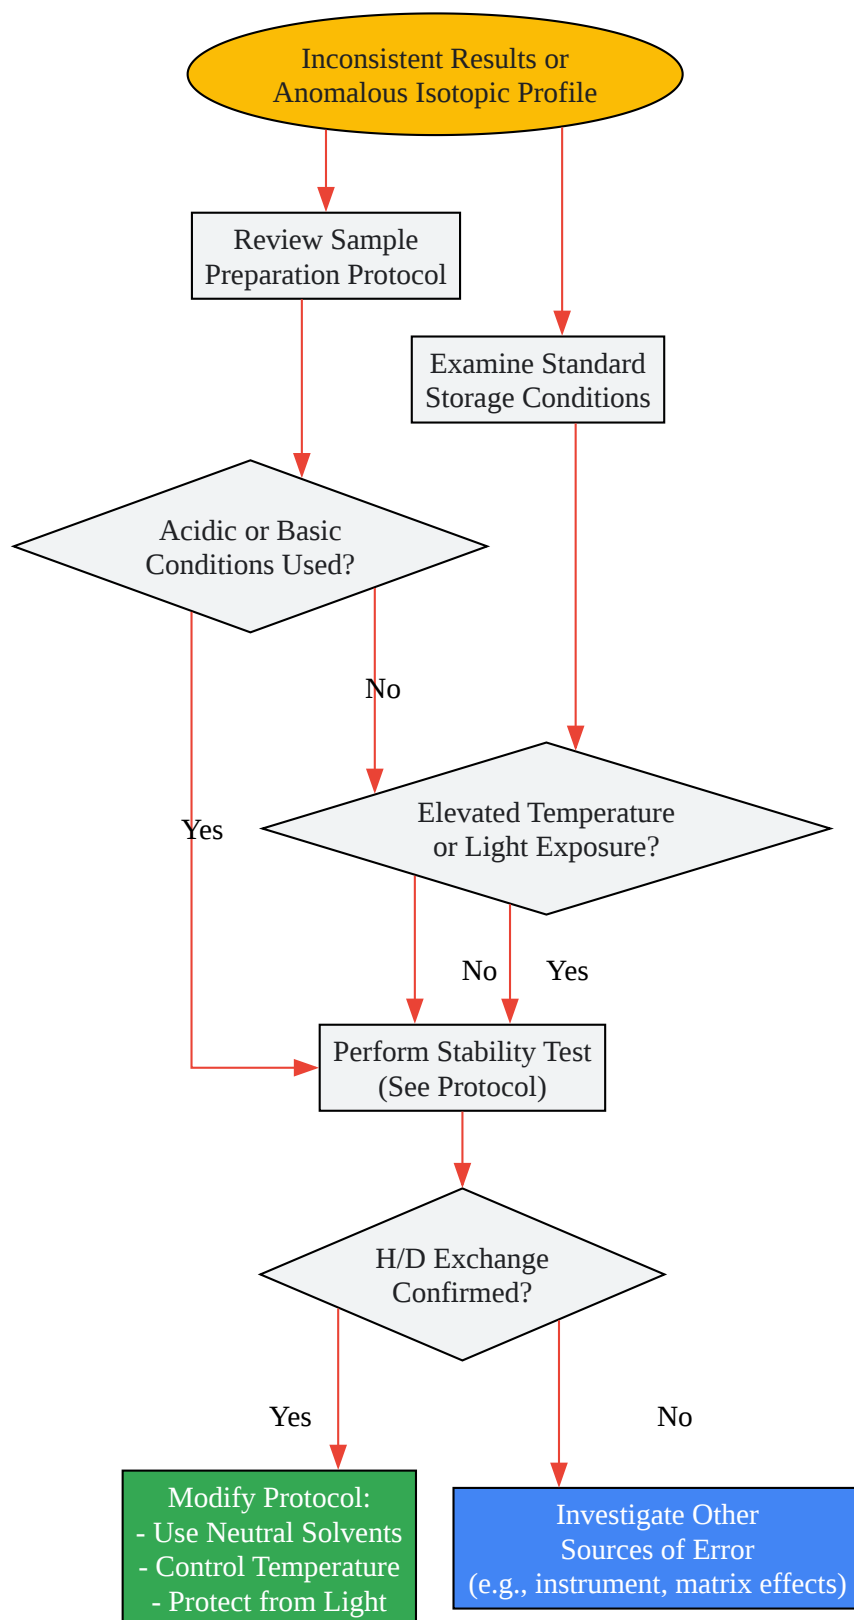 Inconsistent Results or
Anomalous Isotopic Profile
Review Sample
Preparation Protocol
Examine Standard
Storage Conditions
Acidic or Basic
Conditions Used?
No
Yes
Elevated Temperature
or Light Exposure?
No
Yes
Perform Stability Test
(See Protocol)
H/D Exchange
Confirmed?
Yes
No
Modify Protocol:
- Use Neutral Solvents
- Control Temperature
- Protect from Light
Investigate Other
Sources of Error
(e.g., instrument, matrix effects)